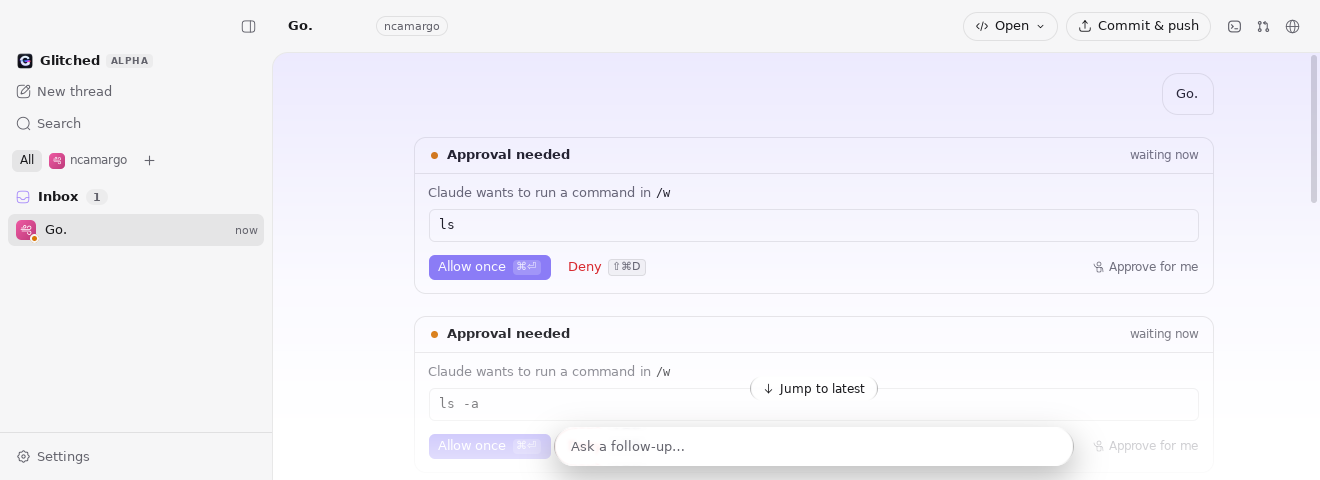 Go.
ncamargo
Open
Commit & push
Glitched ALPHA
New thread
Search
All
ncamargo
Inbox 1
Go.
now
Settings
Go.
Approval needed
waiting now
Claude wants to run a command in /w
ls
Allow once ⌘⏎
Deny ⇧⌘D
Approve for me
Approval needed
waiting now
Claude wants to run a command in /w
ls -a
Jump to latest
Allow once ⌘⏎
Ask a follow-up...
Approve for me